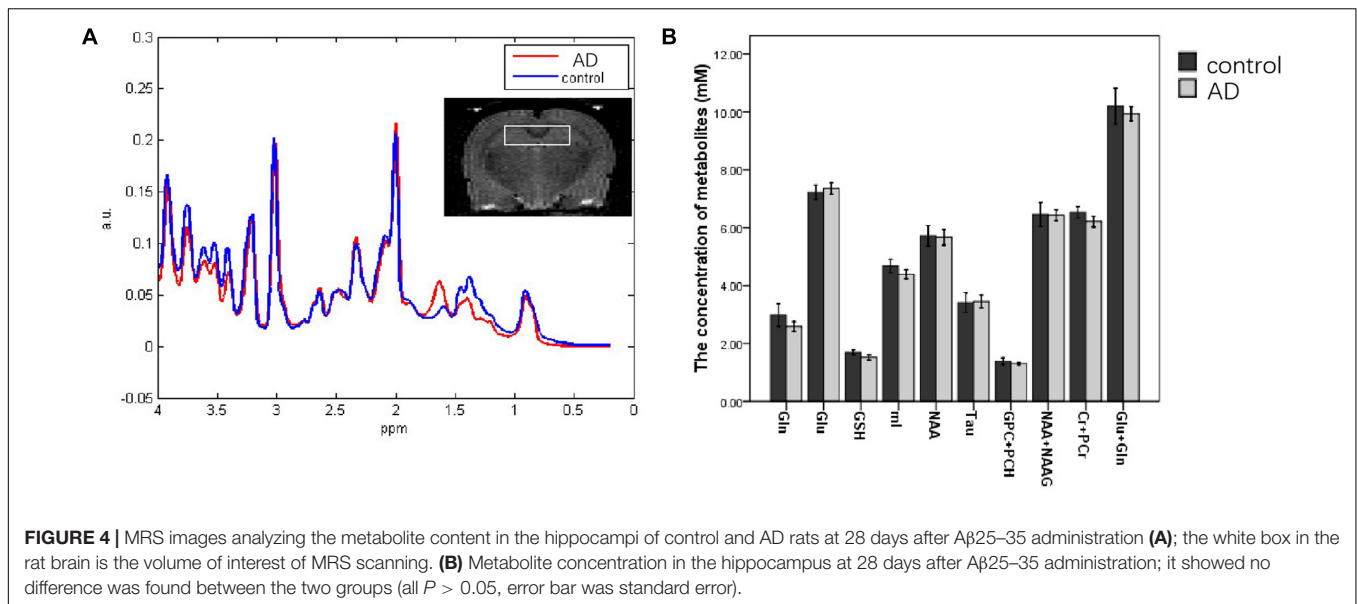 A
0.3
0.25
0.2
0.15
0.1
0.05
0
-0.05
a.u.
4 3.5 3 2.5 2 1.5 1 0.5 0
ppm
AD
control
B
12.00
10.00
8.00
6.00
4.00
2.00
.00
The concentration of metabolites (mM)
Gln
Glu
GSH
mI
NAA
Tau
GPC+PCH
NAA+NAAG
Cr+PCr
Glu+Gln
control
AD
FIGURE 4 | MRS images analyzing the metabolite content in the hippocampi of control and AD rats at 28 days after Aβ25–35 administration (A); the white box in the
rat brain is the volume of interest of MRS scanning. (B) Metabolite concentration in the hippocampus at 28 days after Aβ25–35 administration; it showed no
difference was found between the two groups (all P > 0.05, error bar was standard error).